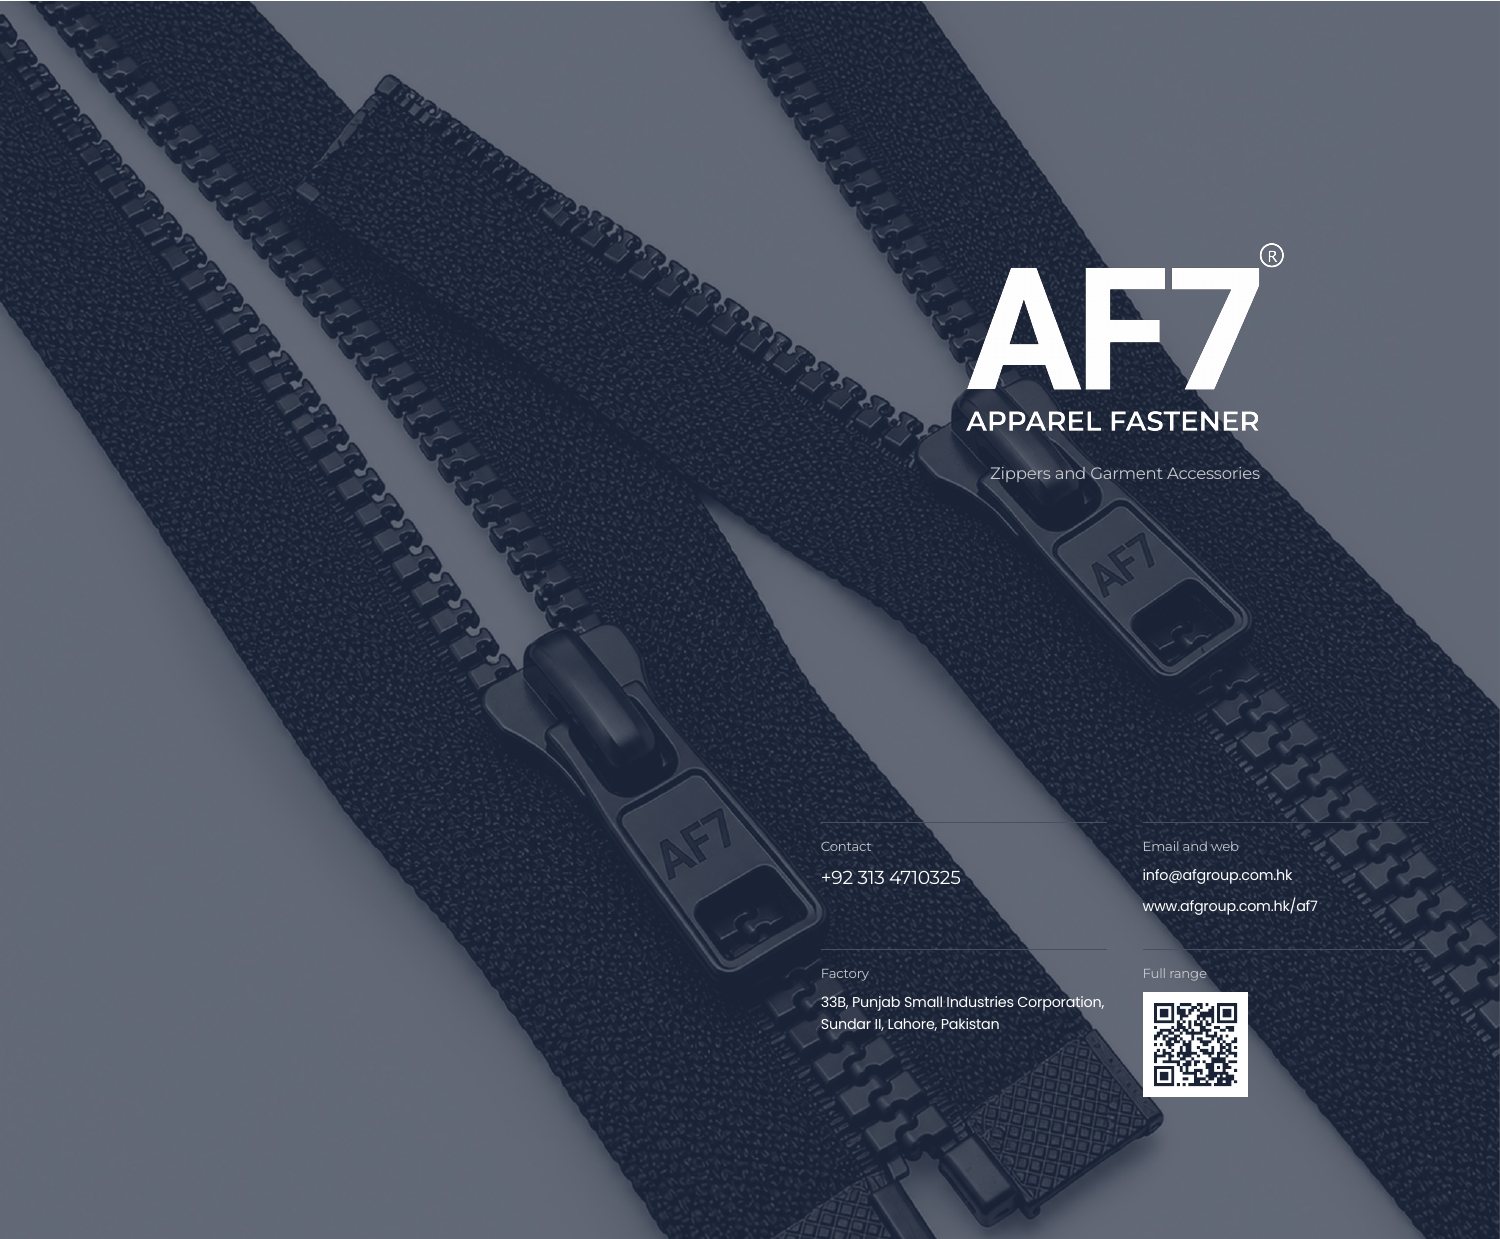 AF7®
APPAREL FASTENER
Zippers and Garment Accessories
AF7
AF7
Contact
+92 313 4710325
Email and web
info@afgroup.com.hk
www.afgroup.com.hk/af7
Factory
33B, Punjab Small Industries Corporation,
Sundar II, Lahore, Pakistan
Full range